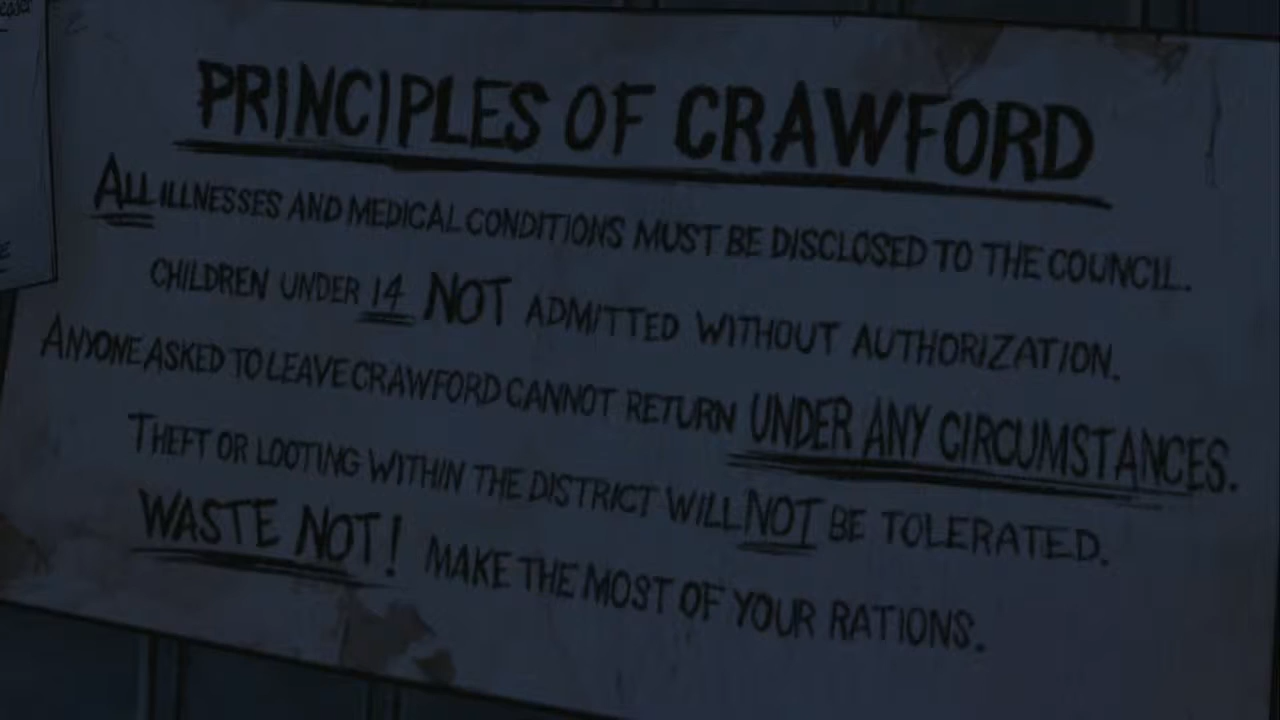 PRINCIPLES OF CRAWFORD
ALL ILLNESSES AND MEDICAL CONDITIONS MUST BE DISCLOSED TO THE COUNCIL.
CHILDREN UNDER 14 NOT ADMITTED WITHOUT AUTHORIZATION.
ANYONE ASKED TO LEAVE CRAWFORD CANNOT RETURN UNDER ANY CIRCUMSTANCES.
THEFT OR LOOTING WITHIN THE DISTRICT WILL NOT BE TOLERATED.
WASTE NOT! MAKE THE MOST OF YOUR RATIONS.